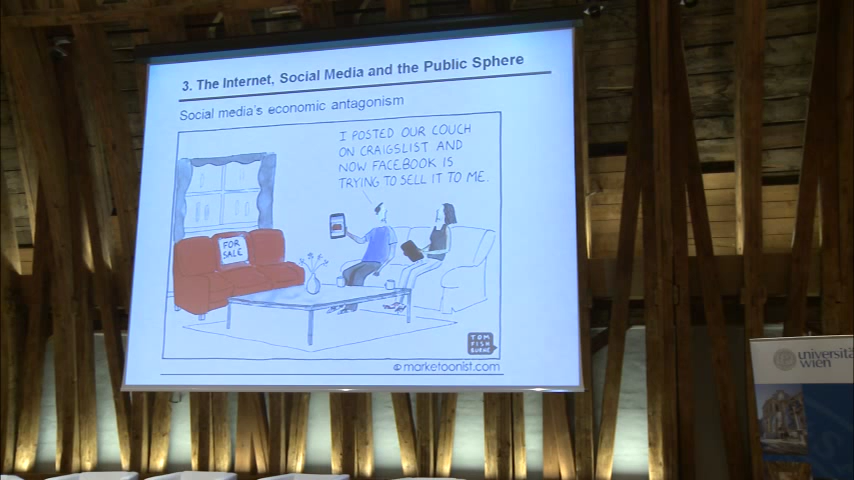 3. The Internet, Social Media and the Public Sphere
Social media's economic antagonism
I POSTED OUR COUCH
ON CRAIGSLIST AND
NOW FACEBOOK IS
TRYING TO SELL IT TO ME.
FOR
SALE
TOM
FISH
BURNE
© marketoonist.com
universität
wien